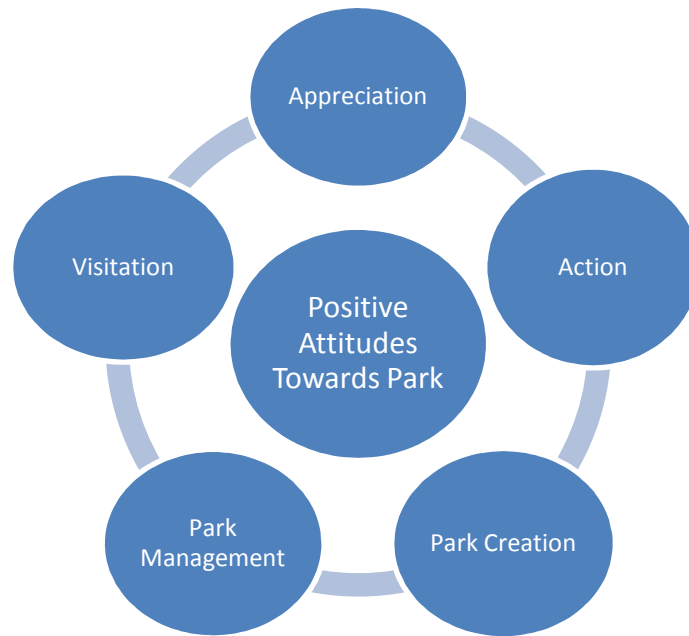 Appreciation
Visitation
Action
Positive
Attitudes
Towards Park
Park
Management
Park Creation